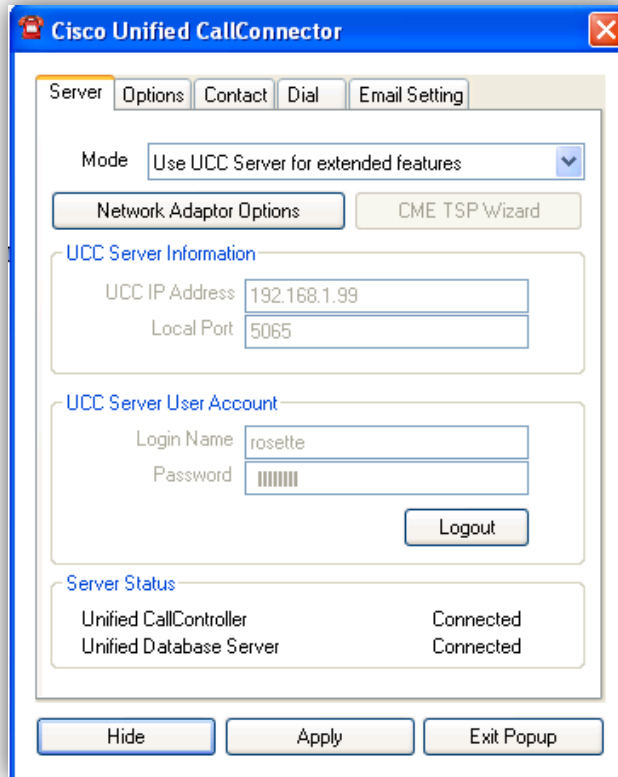 Cisco Unified CallConnector
Server Options Contact Dial Email Setting
Mode Use UCC Server for extended features
Network Adaptor Options CME TSP Wizard
UCC Server Information
UCC IP Address 192.168.1.99
Local Port 5065
UCC Server User Account
Login Name rosette
Password
Logout
Server Status
Unified CallController Connected
Unified Database Server Connected
Hide Apply Exit Popup